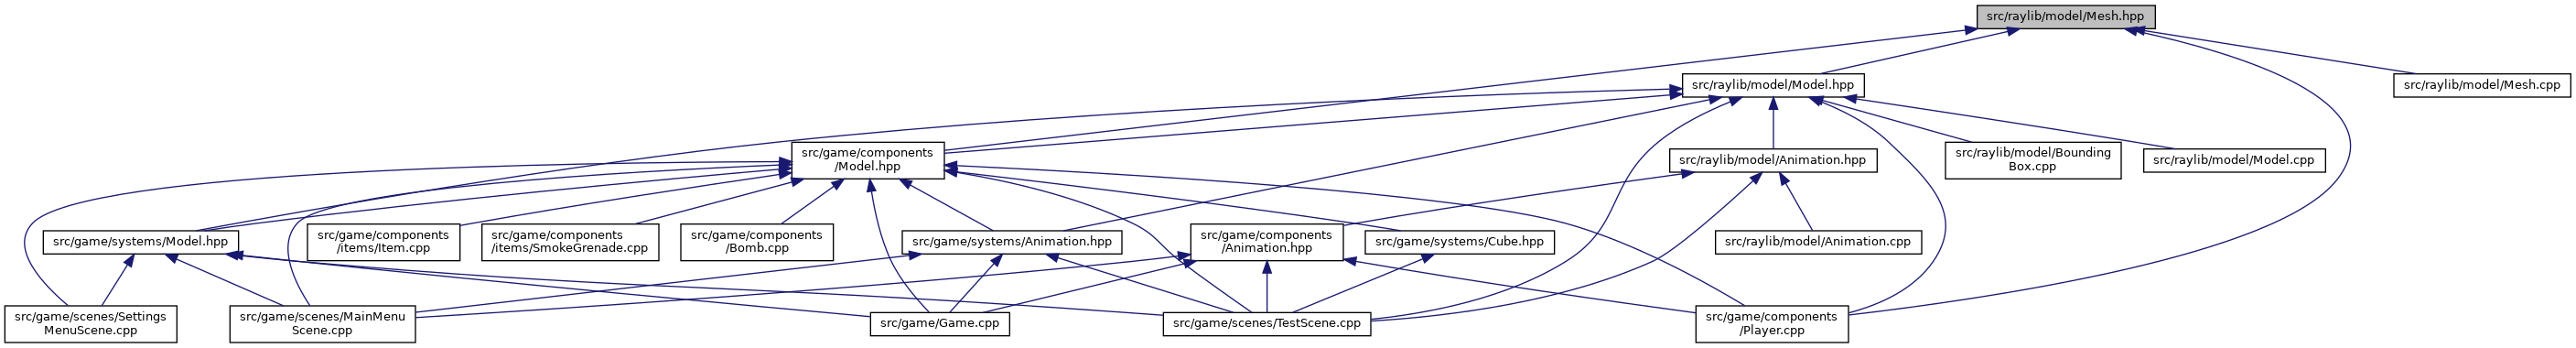 src/raylib/model/Mesh.hpp
src/raylib/model/Model.hpp
src/raylib/model/Mesh.cpp
src/game/components
/Model.hpp
src/raylib/model/Animation.hpp
src/raylib/model/Bounding
Box.cpp
src/raylib/model/Model.cpp
src/game/systems/Model.hpp
src/game/components
/items/Item.cpp
src/game/components
/items/SmokeGrenade.cpp
src/game/components
/Bomb.cpp
src/game/systems/Animation.hpp
src/game/components
/Animation.hpp
src/game/systems/Cube.hpp
src/raylib/model/Animation.cpp
src/game/scenes/Settings
MenuScene.cpp
src/game/scenes/MainMenu
Scene.cpp
src/game/Game.cpp
src/game/scenes/TestScene.cpp
src/game/components
/Player.cpp